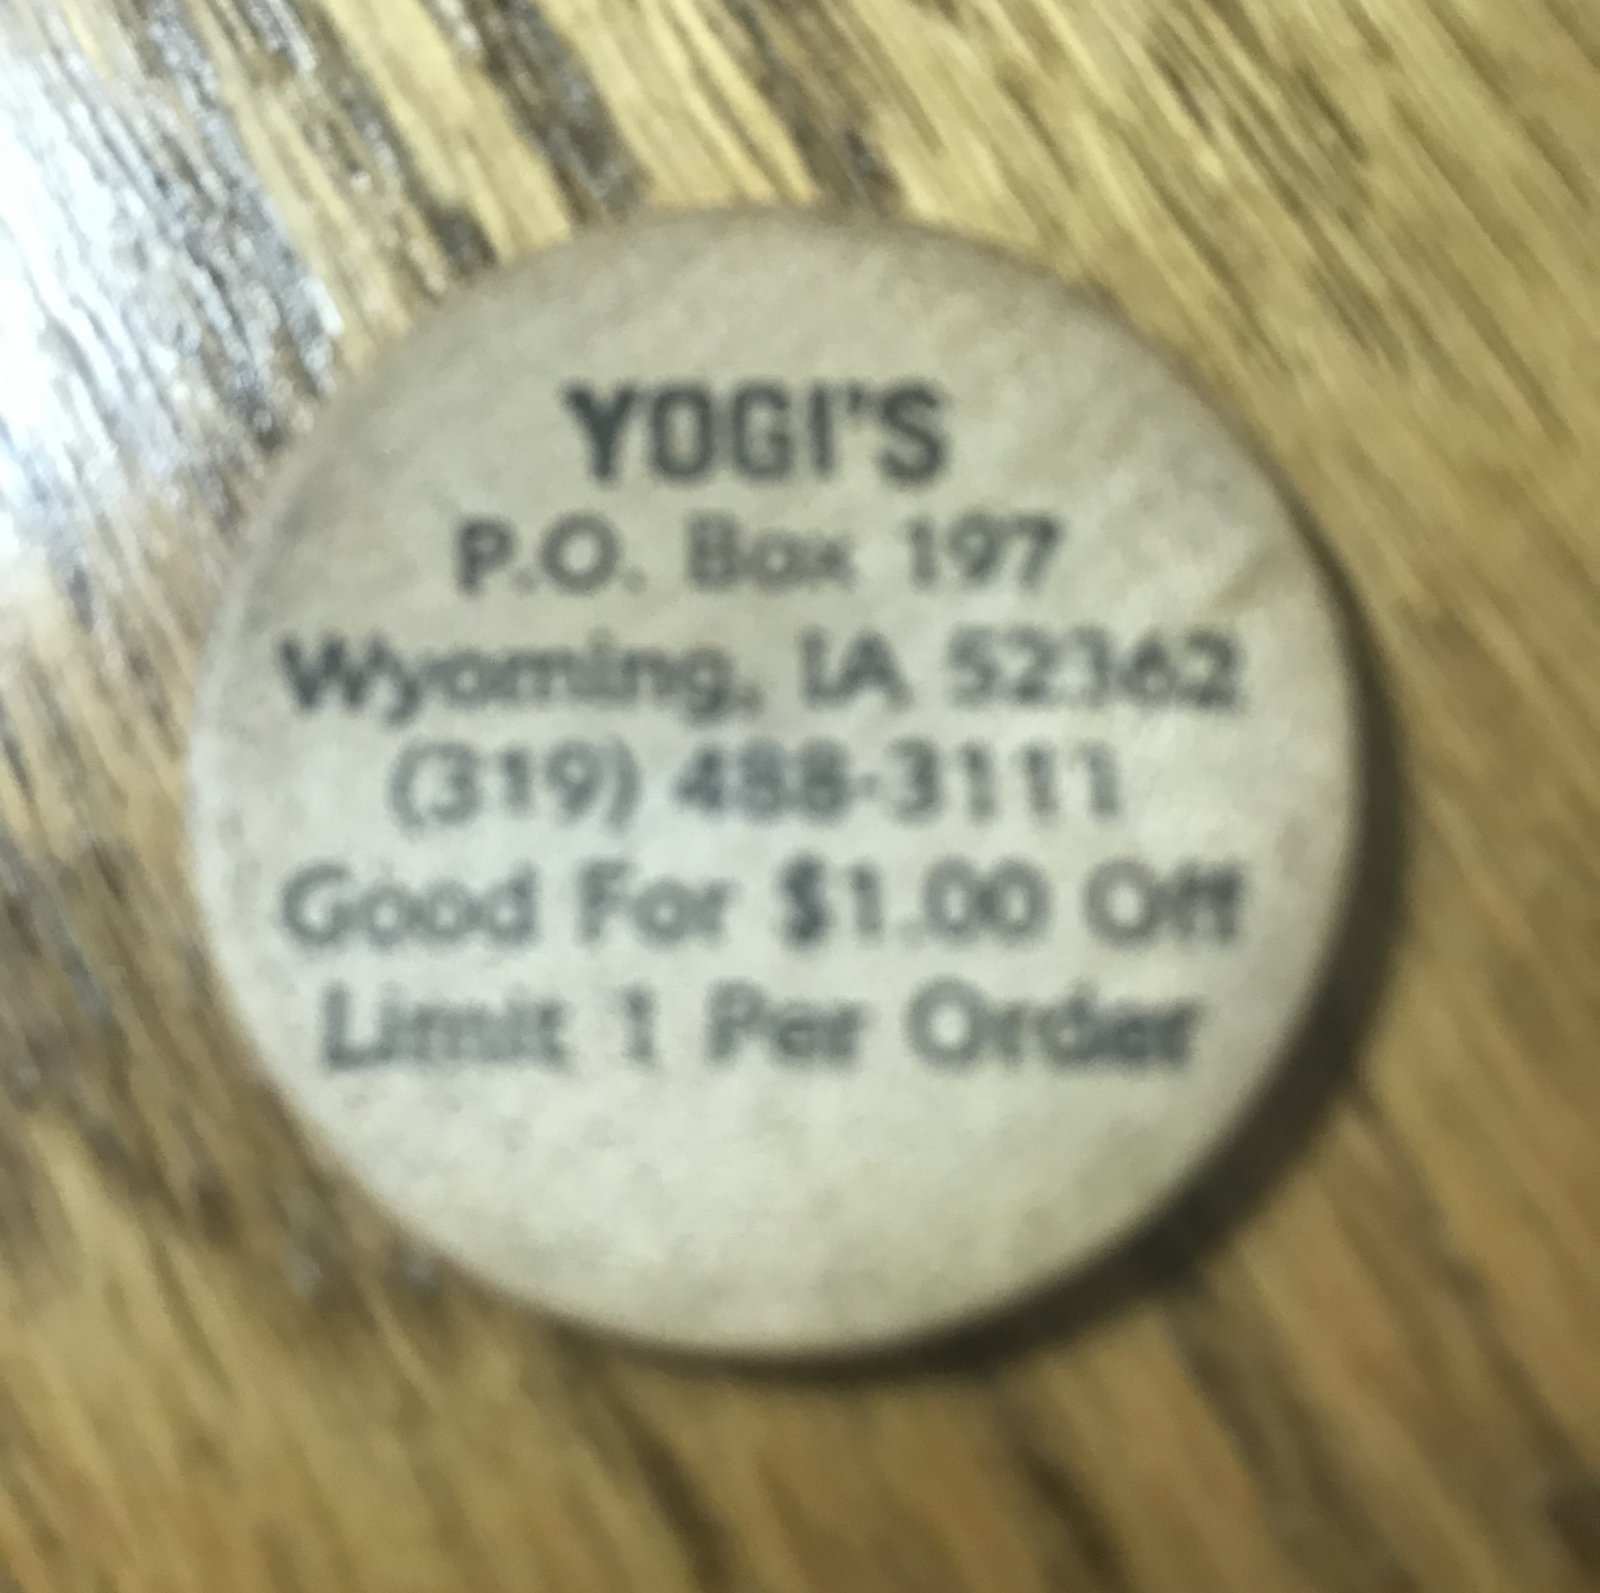 YOGI'S
P.O. Box 197
Wyoming, IA 52362
(319) 488-3111
Good For $1.00 Off
Limit 1 Per Order